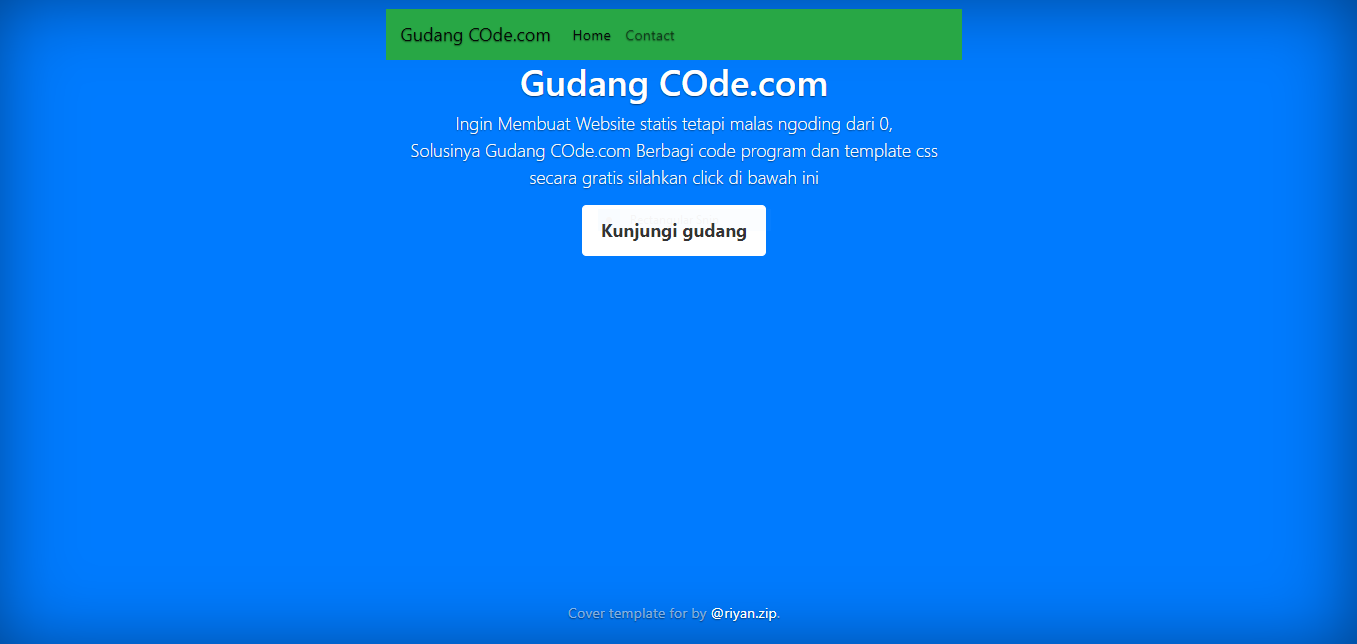 Gudang COde.com Home Contact
Gudang COde.com
Ingin Membuat Website statis tetapi malas ngoding dari 0,
Solusinya Gudang COde.com Berbagi code program dan template css
secara gratis silahkan click di bawah ini
Kunjungi gudang
Cover template for by @riyan.zip.